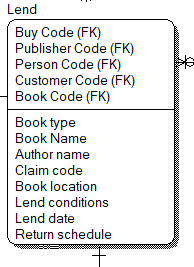 Lend
Buy Code (FK)
Publisher Code (FK)
Person Code (FK)
Customer Code (FK)
Book Code (FK)
Book type
Book Name
Author name
Claim code
Book location
Lend conditions
Lend date
Return schedule